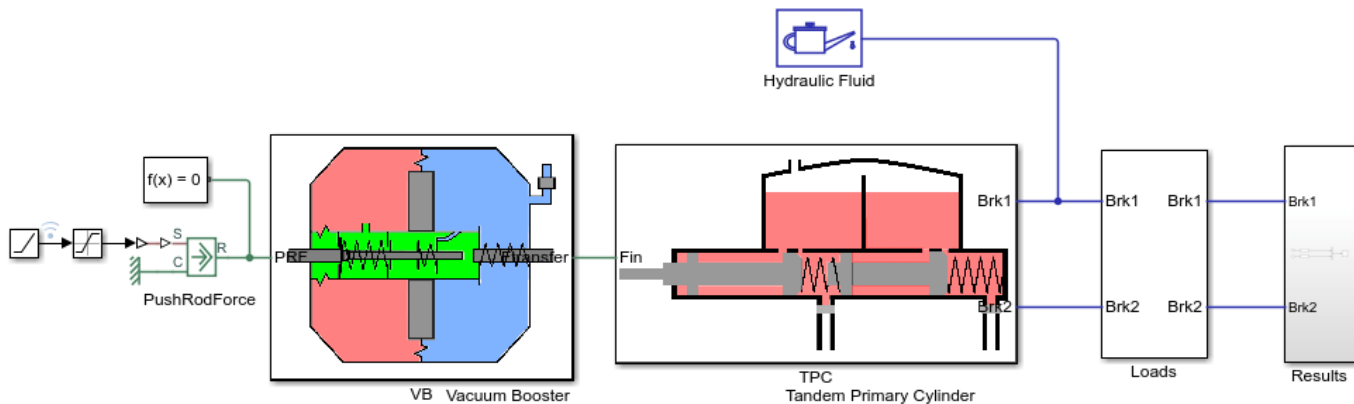 Hydraulic Fluid
f(x) = 0
S
R
C
PushRodForce
PRF
Ftransfer
VB
Vacuum Booster
Fin
Brk1
Brk2
TPC
Tandem Primary Cylinder
Brk1
Brk1
Brk2
Brk2
Loads
Brk1
Brk2
Results